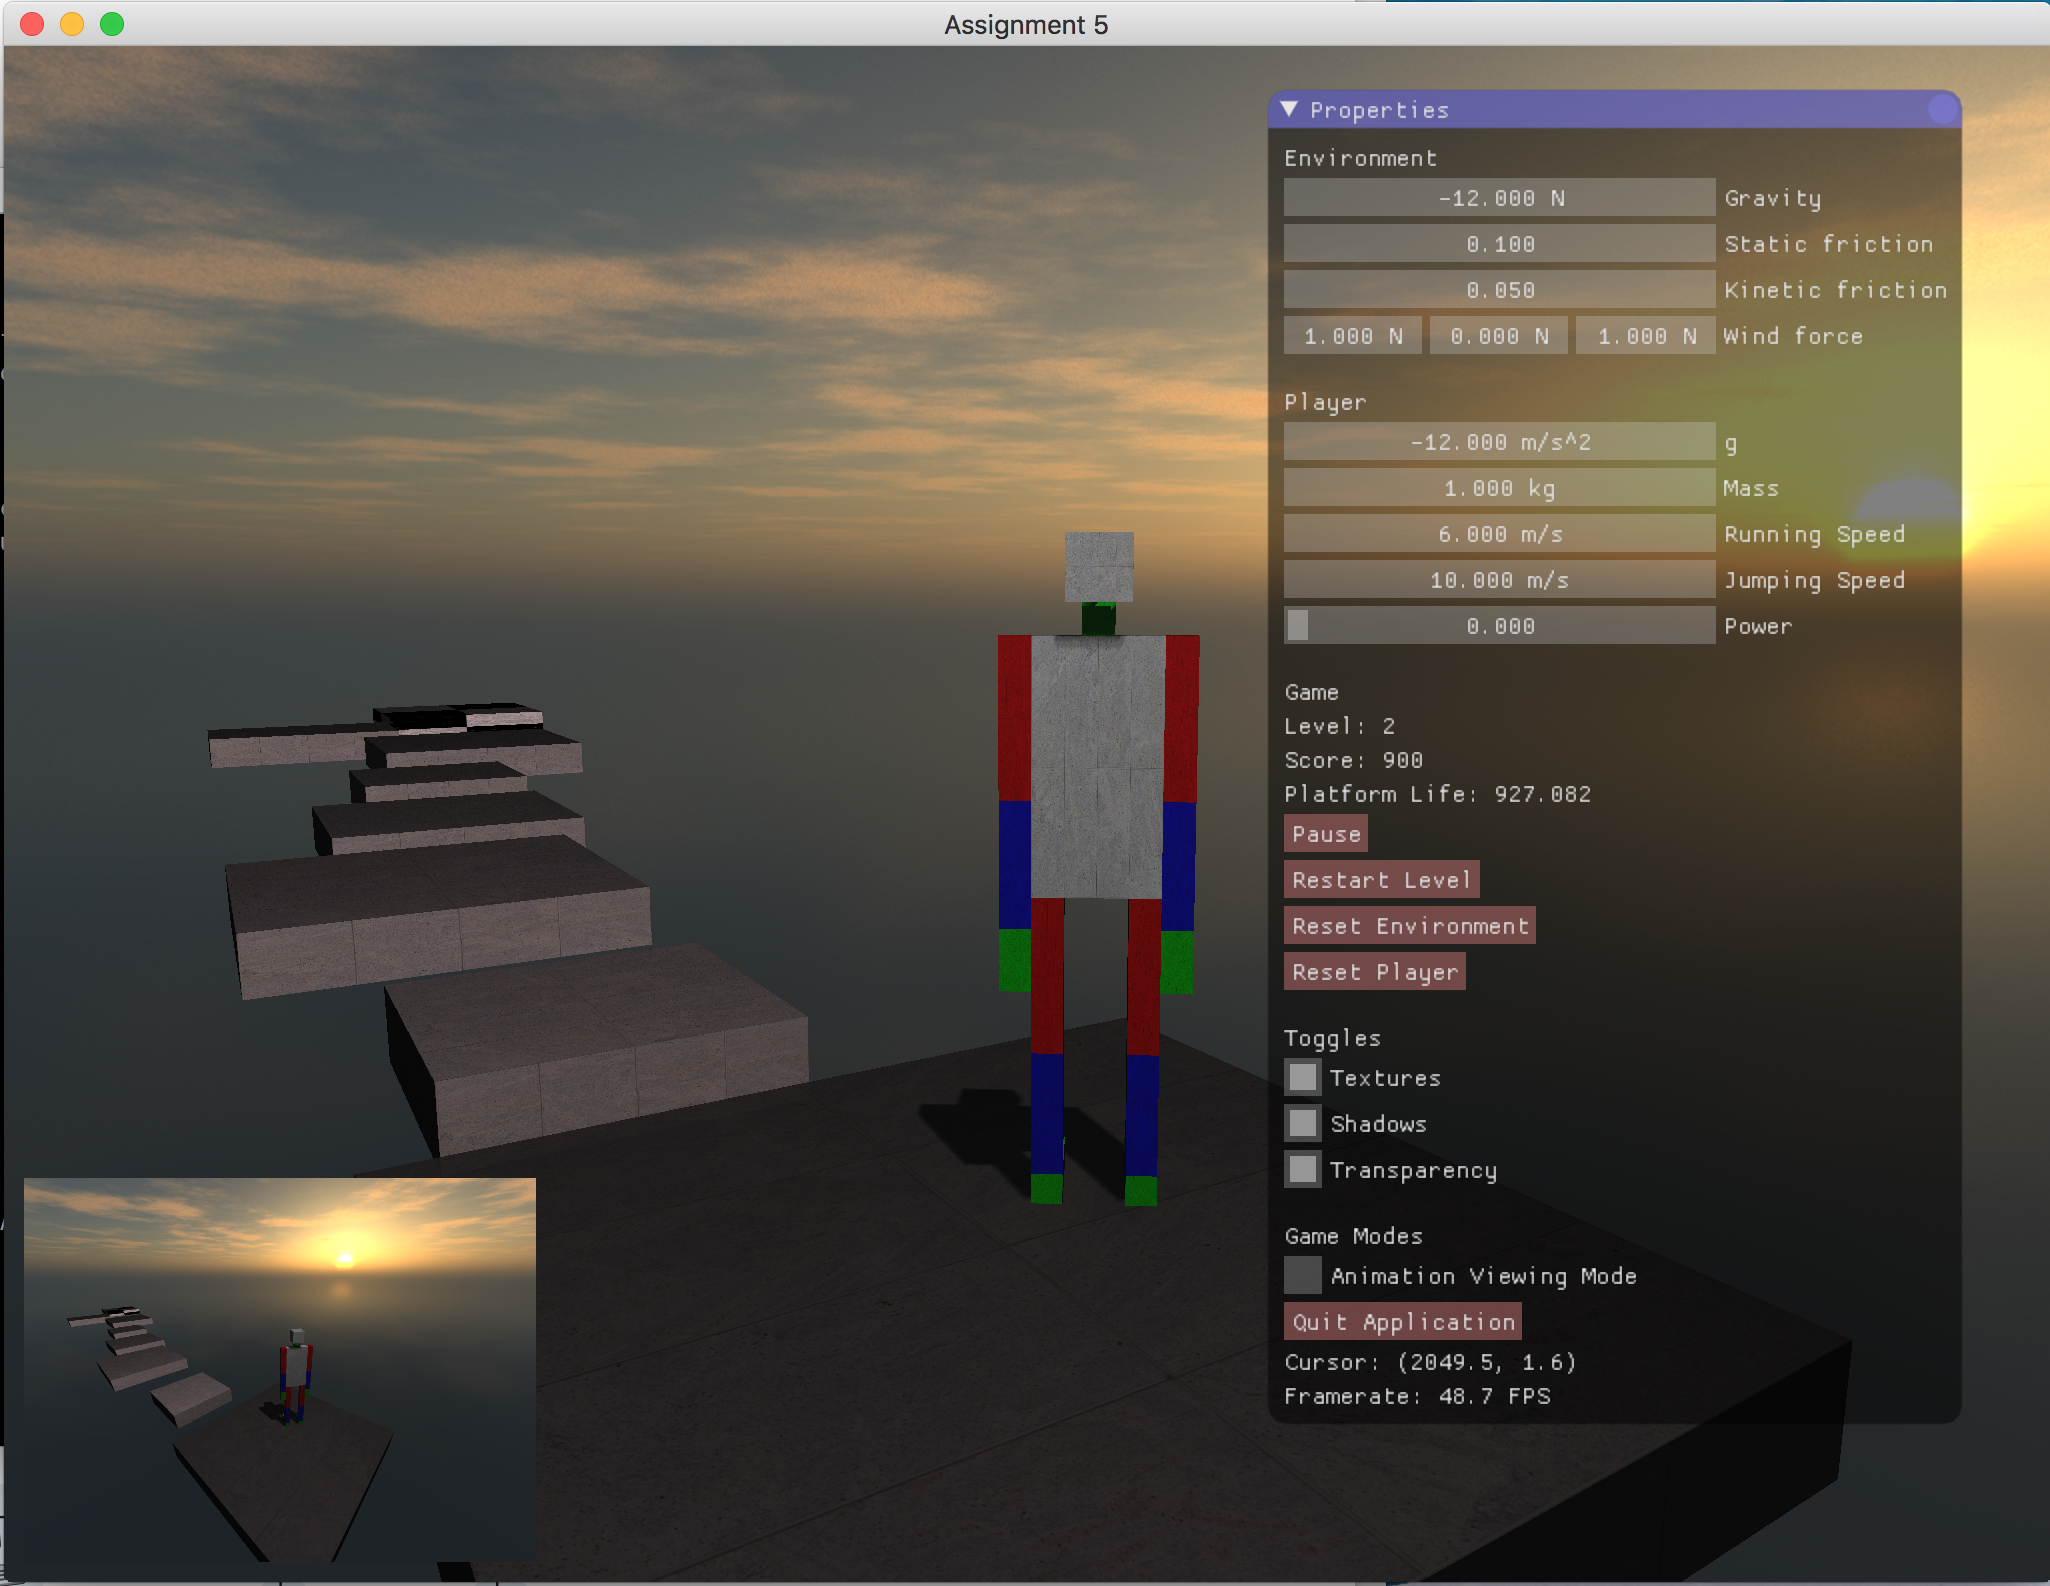 Assignment 5
Properties
Environment
-12.000 N Gravity
0.100 Static friction
0.050 Kinetic friction
1.000 N 0.000 N 1.000 N Wind force
Player
-12.000 m/s^2 g
1.000 kg Mass
6.000 m/s Running Speed
10.000 m/s Jumping Speed
0.000 Power
Game
Level: 2
Score: 900
Platform Life: 927.082
Pause
Restart Level
Reset Environment
Reset Player
Toggles
Textures
Shadows
Transparency
Game Modes
Animation Viewing Mode
Quit Application
Cursor: (2049.5, 1.6)
Framerate: 48.7 FPS